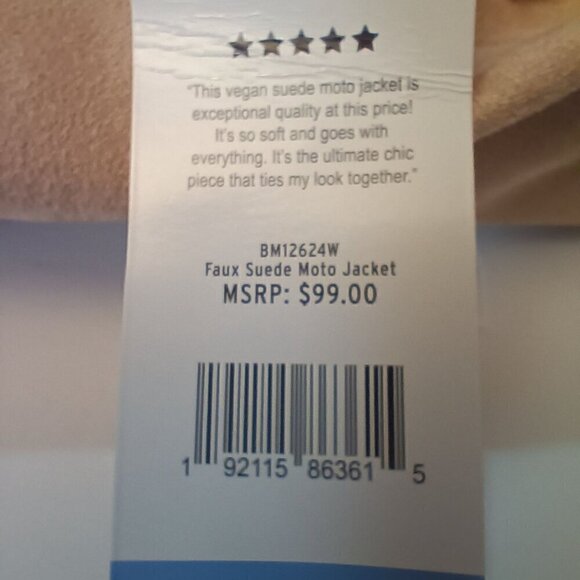 "This vegan suede moto jacket is
exceptional quality at this price!
It's so soft and goes with
everything. It's the ultimate chic
piece that ties my look together."
BM12624W
Faux Suede Moto Jacket
MSRP: $99.00
1 92115 86361 5